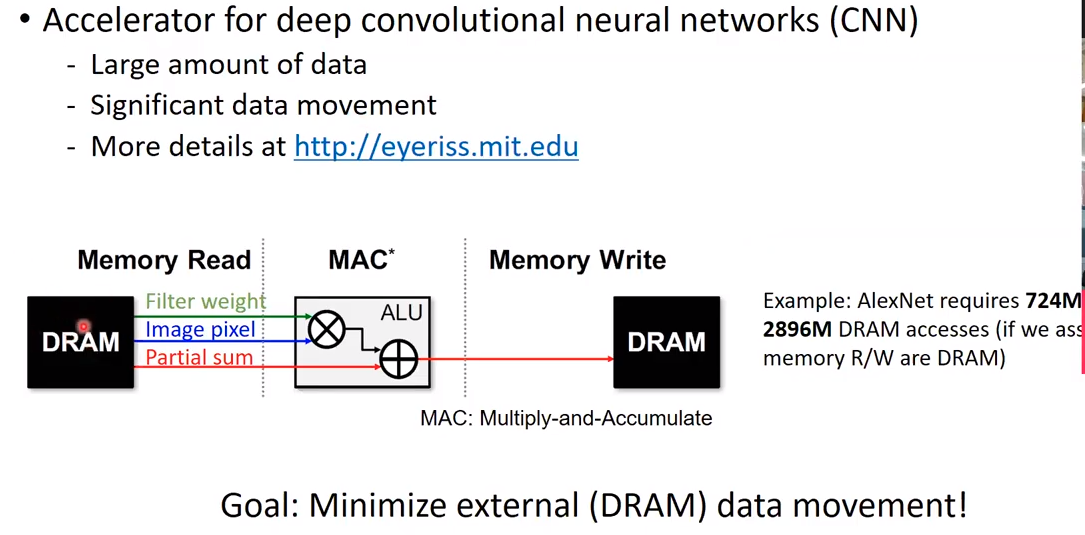 • Accelerator for deep convolutional neural networks (CNN)
- Large amount of data
- Significant data movement
- More details at http://eyeriss.mit.edu
Memory Read
MAC*
Memory Write
Filter weight
Image pixel
Partial sum
DRAM
ALU
DRAM
Example: AlexNet requires 724M
2896M DRAM accesses (if we ass
memory R/W are DRAM)
MAC: Multiply-and-Accumulate
Goal: Minimize external (DRAM) data movement!